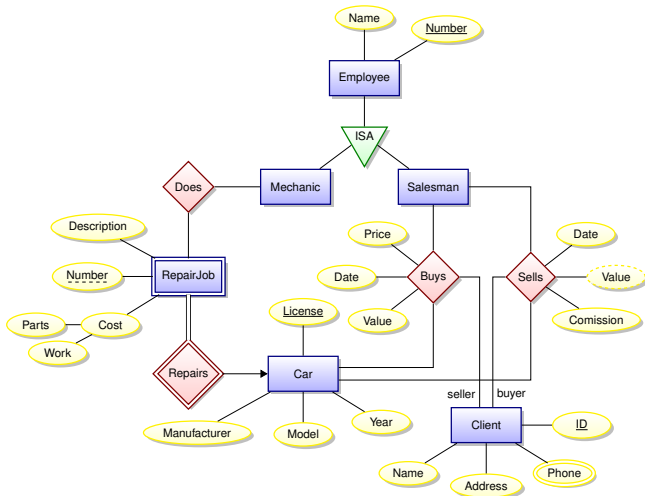 Name
Number
Employee
ISA
Does
Mechanic
Salesman
Description
Price
Date
Number
RepairJob
Date
Buys
Sells
Value
License
Value
Comission
Parts
Cost
Work
Repairs
Car
seller
buyer
Manufacturer
Model
Year
Client
ID
Name
Address
Phone